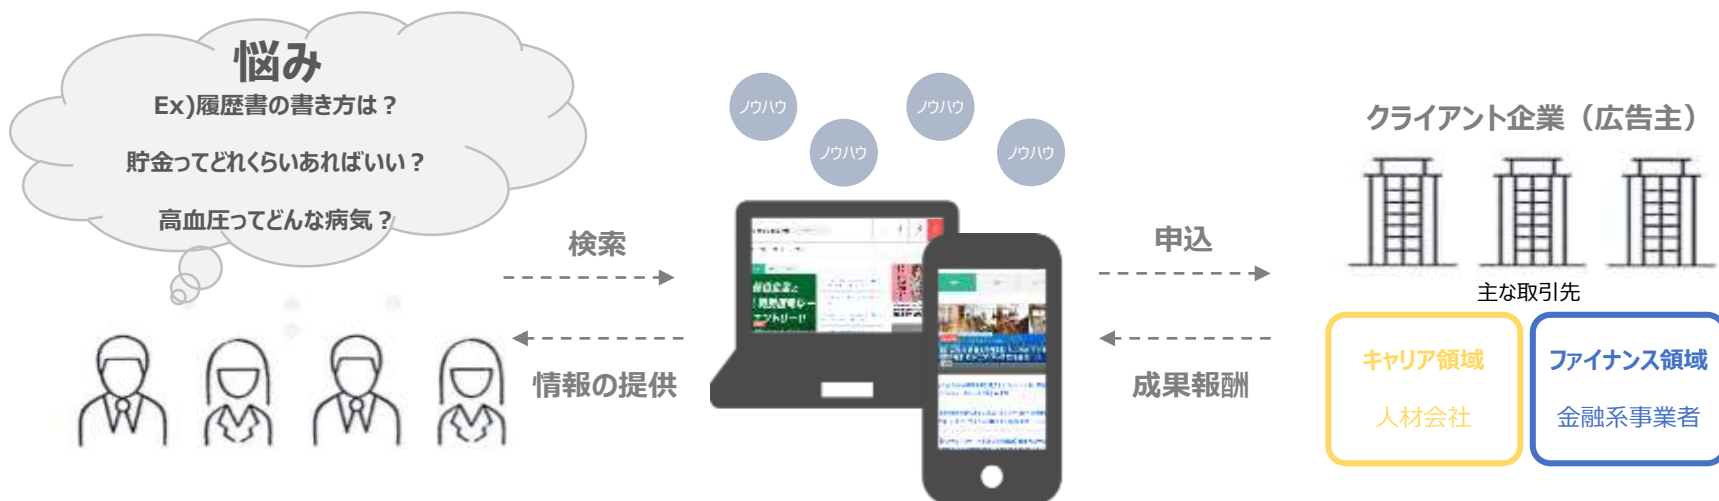 悩み
Ex)履歴書の書き方は？
貯金ってどれくらいあればいい？
高血圧ってどんな病気？
検索
情報の提供
ノウハウ
ノウハウ
ノウハウ
ノウハウ
申込
成果報酬
クライアント企業（広告主）
主な取引先
キャリア領域
人材会社
ファイナンス領域
金融系事業者